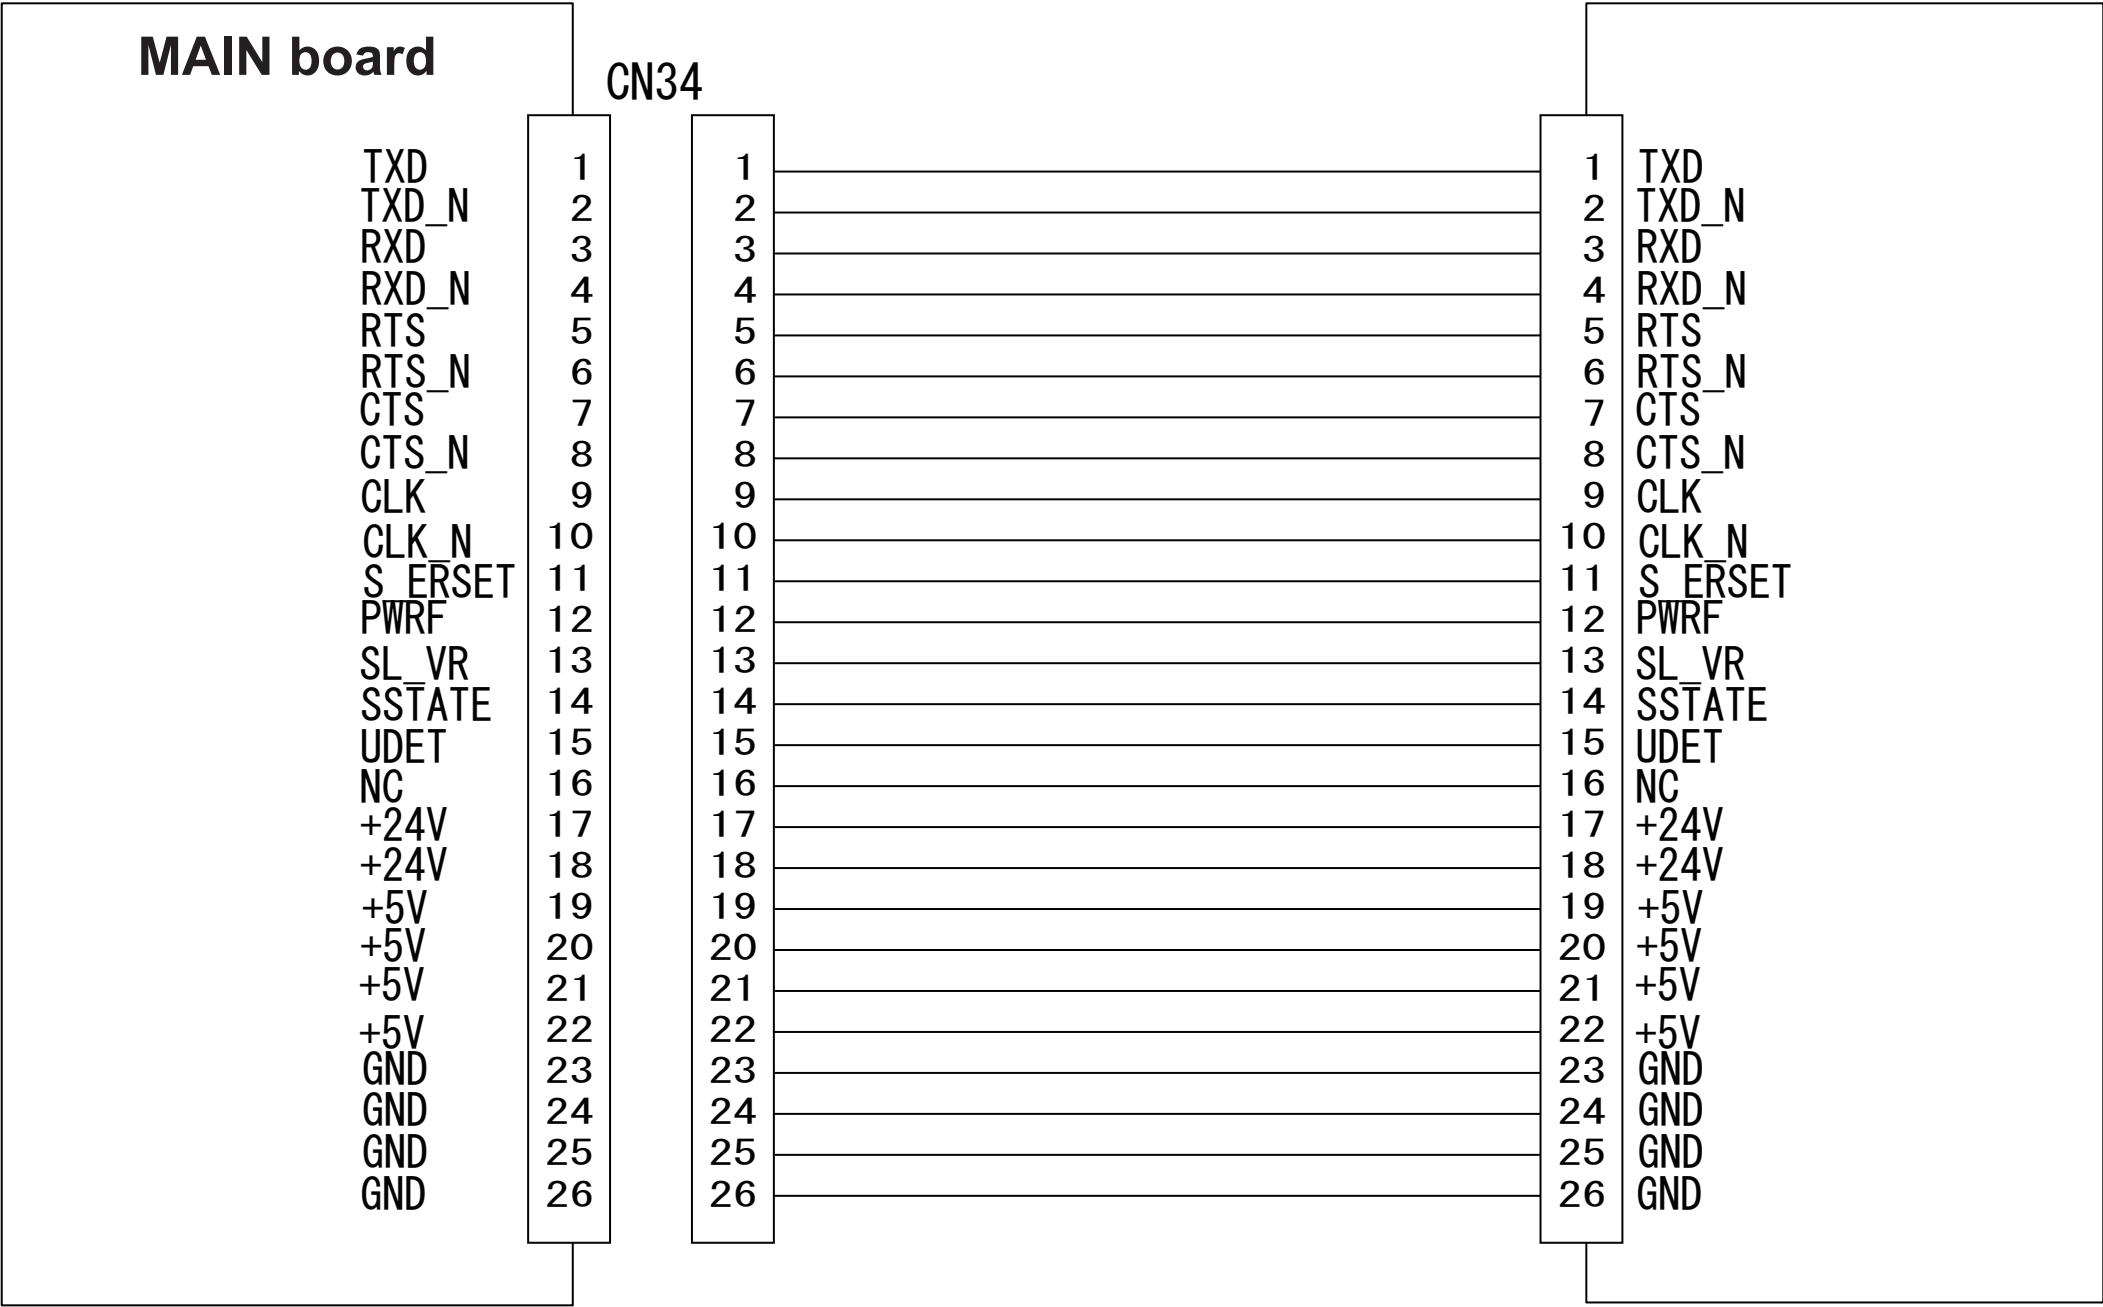 MAIN board
CN34
TXD 1 1 1 TXD
TXD_N 2 2 2 TXD_N
RXD 3 3 3 RXD
RXD_N 4 4 4 RXD_N
RTS 5 5 5 RTS
RTS_N 6 6 6 RTS_N
CTS 7 7 7 CTS
CTS_N 8 8 8 CTS_N
CLK 9 9 9 CLK
CLK_N 10 10 10 CLK_N
S_ERSET 11 11 11 S_ERSET
PWRF 12 12 12 PWRF
SL_VR 13 13 13 SL_VR
SSTATE 14 14 14 SSTATE
UDET 15 15 15 UDET
NC 16 16 16 NC
+24V 17 17 17 +24V
+24V 18 18 18 +24V
+5V 19 19 19 +5V
+5V 20 20 20 +5V
+5V 21 21 21 +5V
+5V 22 22 22 +5V
GND 23 23 23 GND
GND 24 24 24 GND
GND 25 25 25 GND
GND 26 26 26 GND